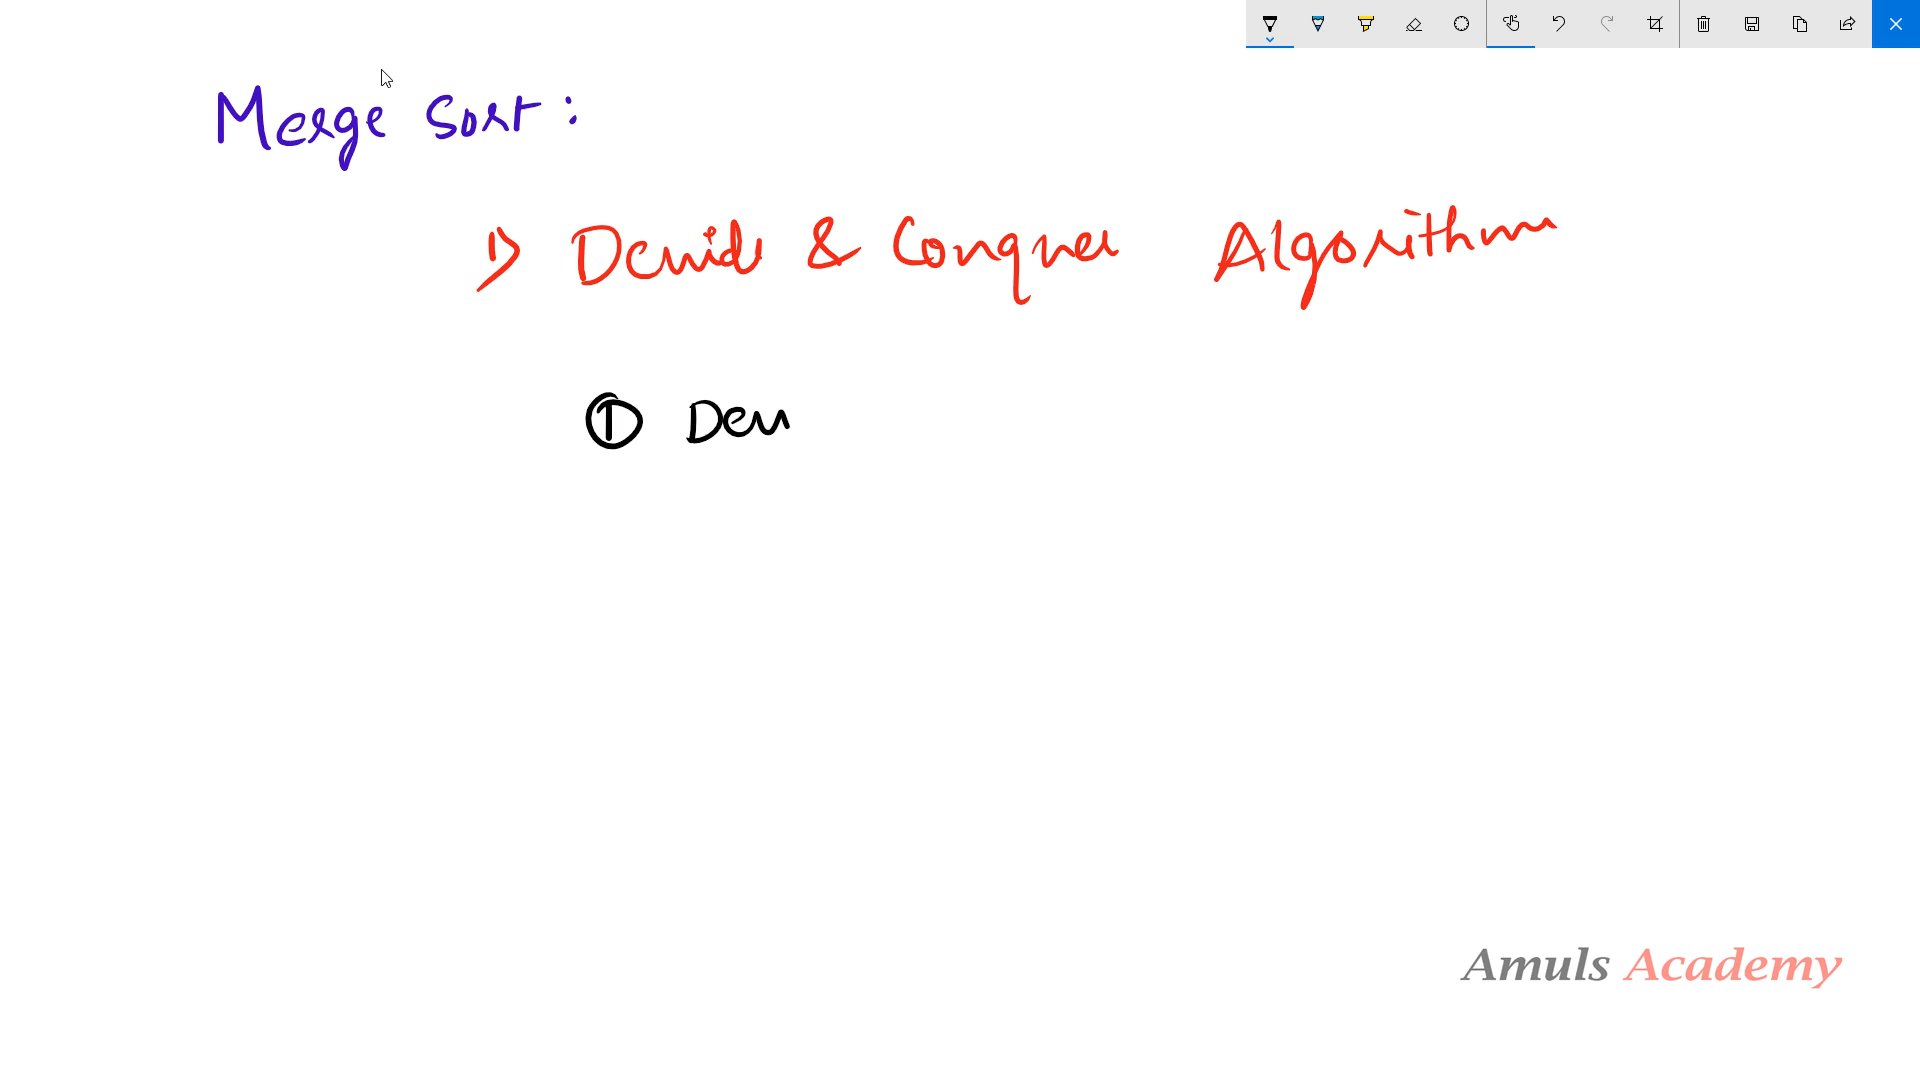 Merge Sort :
1) Devide & Conquer Algorithm
① Dev
Amuls Academy